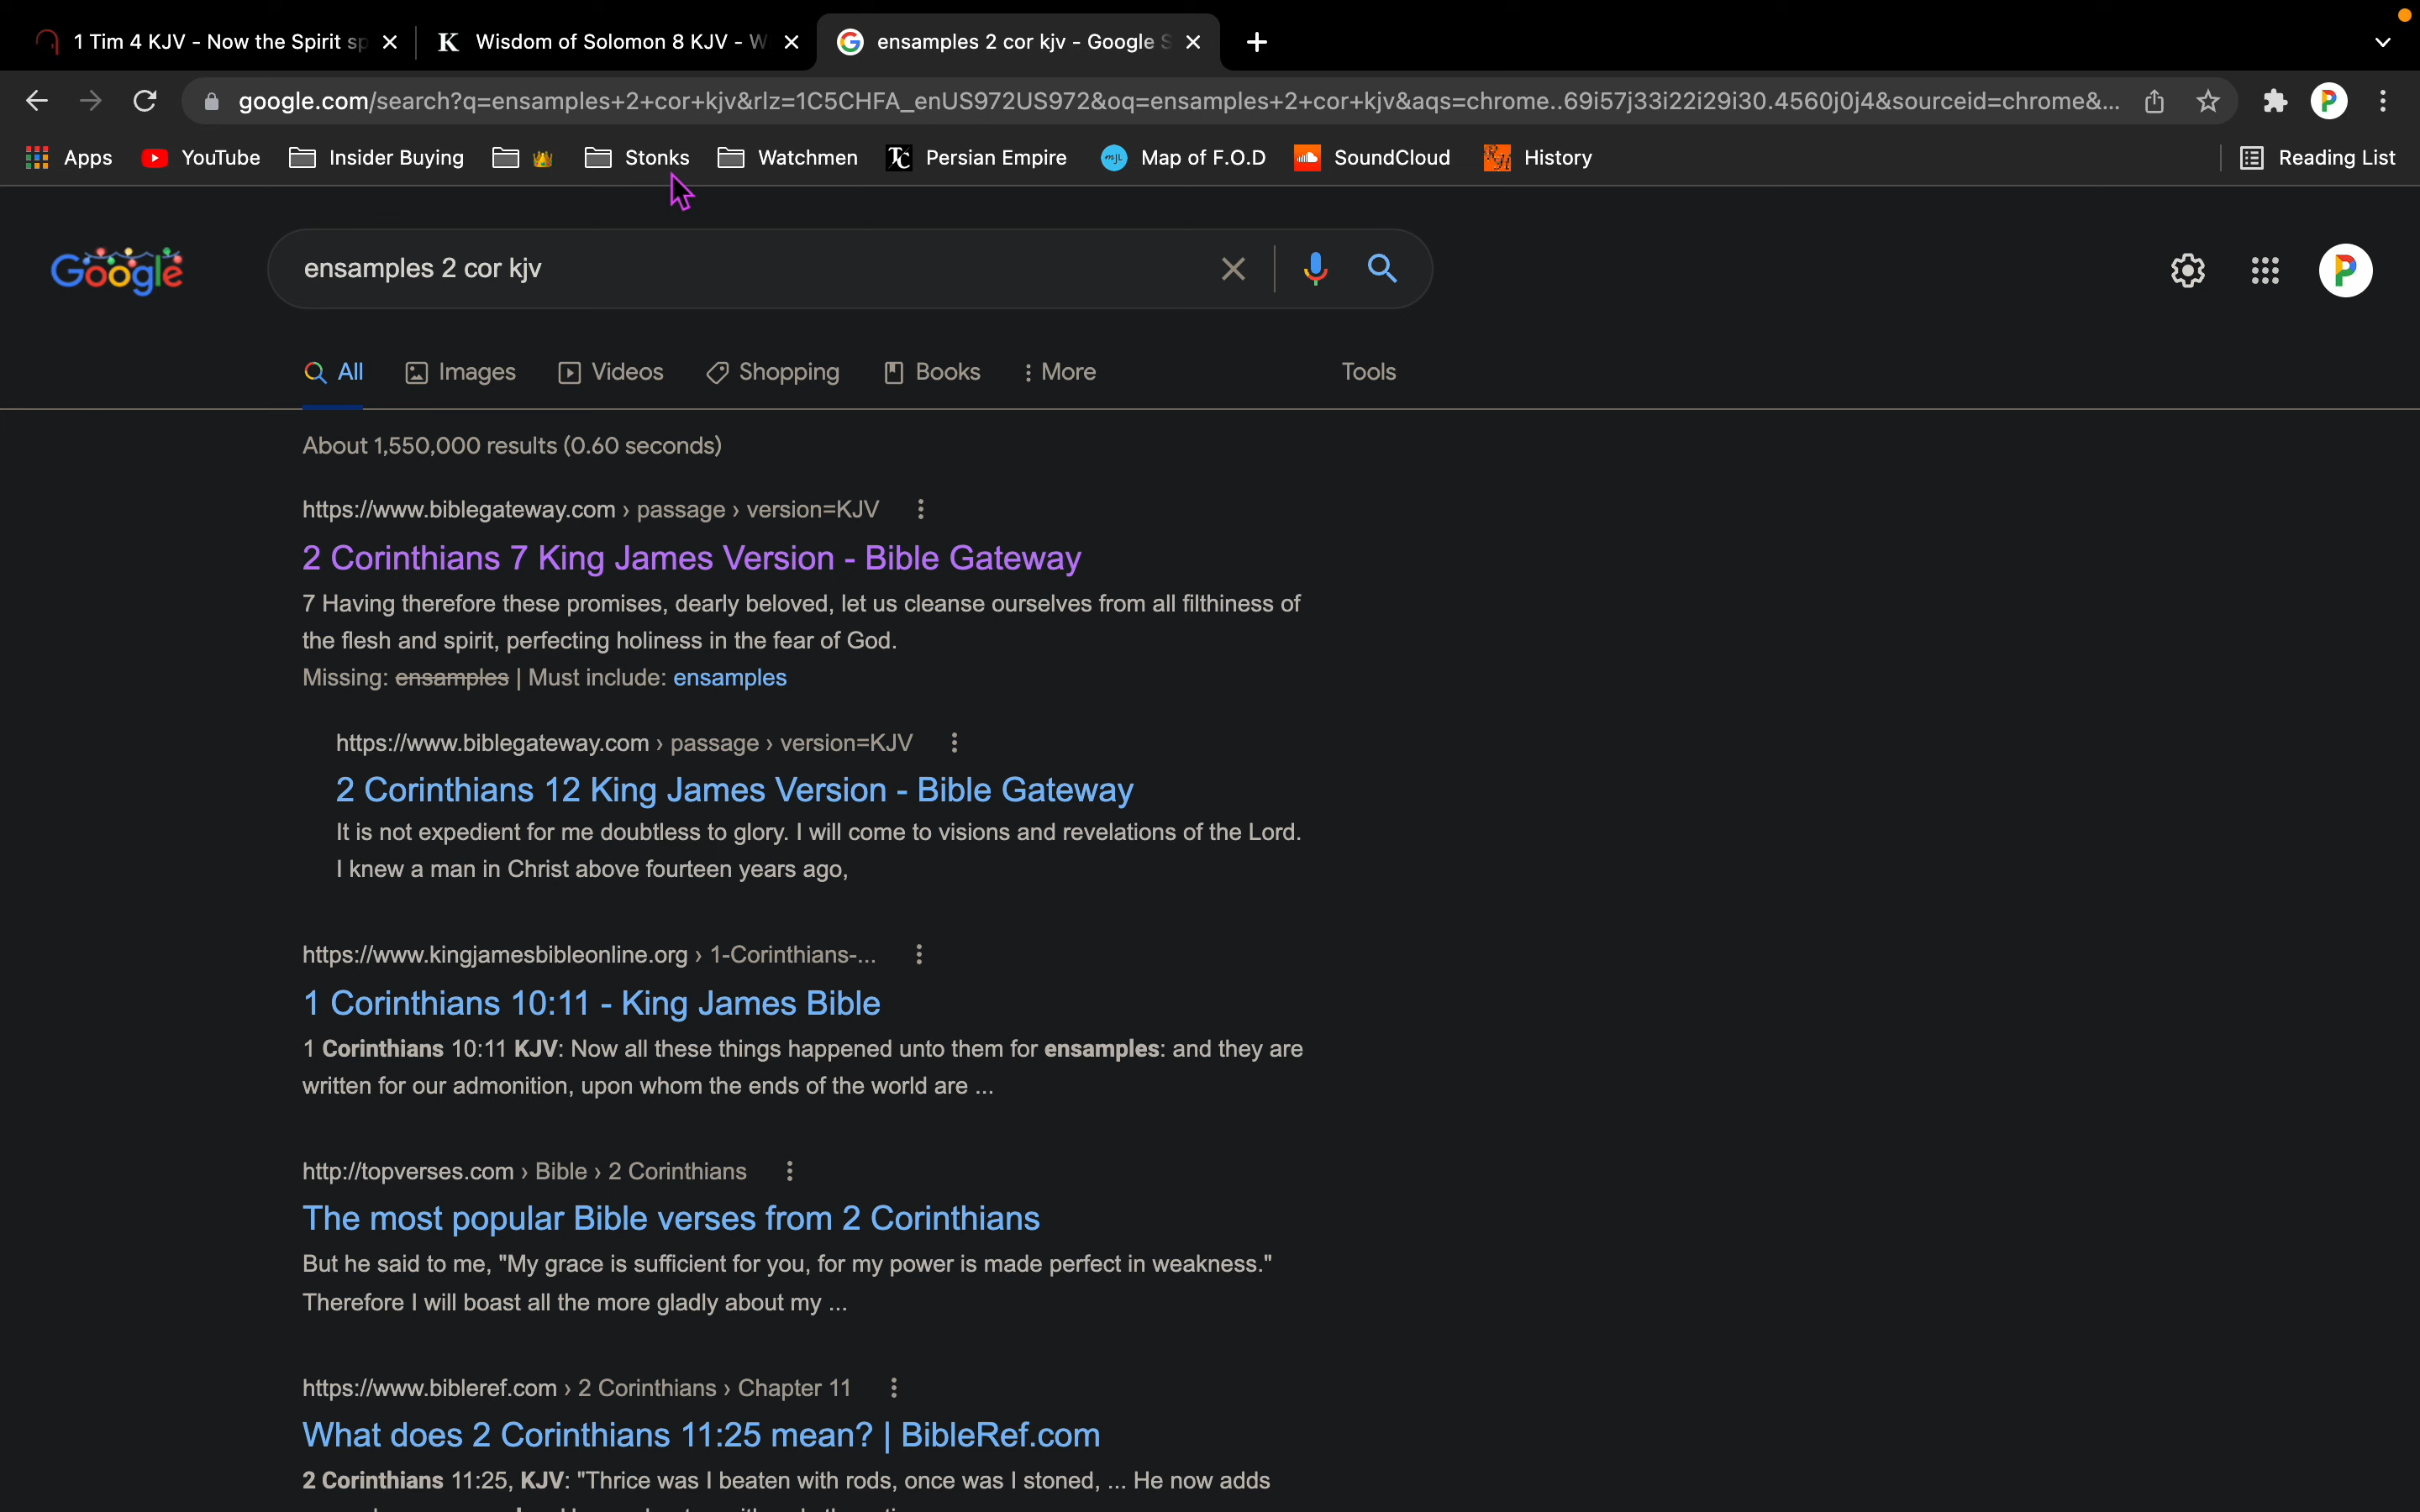 1 Tim 4 KJV - Now the Spirit sp
Wisdom of Solomon 8 KJV - W
ensamples 2 cor kjv - Google S
google.com/search?q=ensamples+2+cor+kjv&rlz=1C5CHFA_enUS972US972&oq=ensamples+2+cor+kjv&aqs=chrome..69i57j33i22i29i30.4560j0j4&sourceid=chrome&...
Apps YouTube Insider Buying Stonks Watchmen Persian Empire Map of F.O.D SoundCloud History Reading List
Google
ensamples 2 cor kjv
All Images Videos Shopping Books More Tools
About 1,550,000 results (0.60 seconds)
https://www.biblegateway.com › passage › version=KJV
2 Corinthians 7 King James Version - Bible Gateway
7 Having therefore these promises, dearly beloved, let us cleanse ourselves from all filthiness of
the flesh and spirit, perfecting holiness in the fear of God.
Missing: ensamples | Must include: ensamples
https://www.biblegateway.com › passage › version=KJV
2 Corinthians 12 King James Version - Bible Gateway
It is not expedient for me doubtless to glory. I will come to visions and revelations of the Lord.
I knew a man in Christ above fourteen years ago,
https://www.kingjamesbibleonline.org › 1-Corinthians-...
1 Corinthians 10:11 - King James Bible
1 Corinthians 10:11 KJV: Now all these things happened unto them for ensamples: and they are
written for our admonition, upon whom the ends of the world are ...
http://topverses.com › Bible › 2 Corinthians
The most popular Bible verses from 2 Corinthians
But he said to me, "My grace is sufficient for you, for my power is made perfect in weakness."
Therefore I will boast all the more gladly about my ...
https://www.bibleref.com › 2 Corinthians › Chapter 11
What does 2 Corinthians 11:25 mean? | BibleRef.com
2 Corinthians 11:25, KJV: "Thrice was I beaten with rods, once was I stoned, ... He now adds